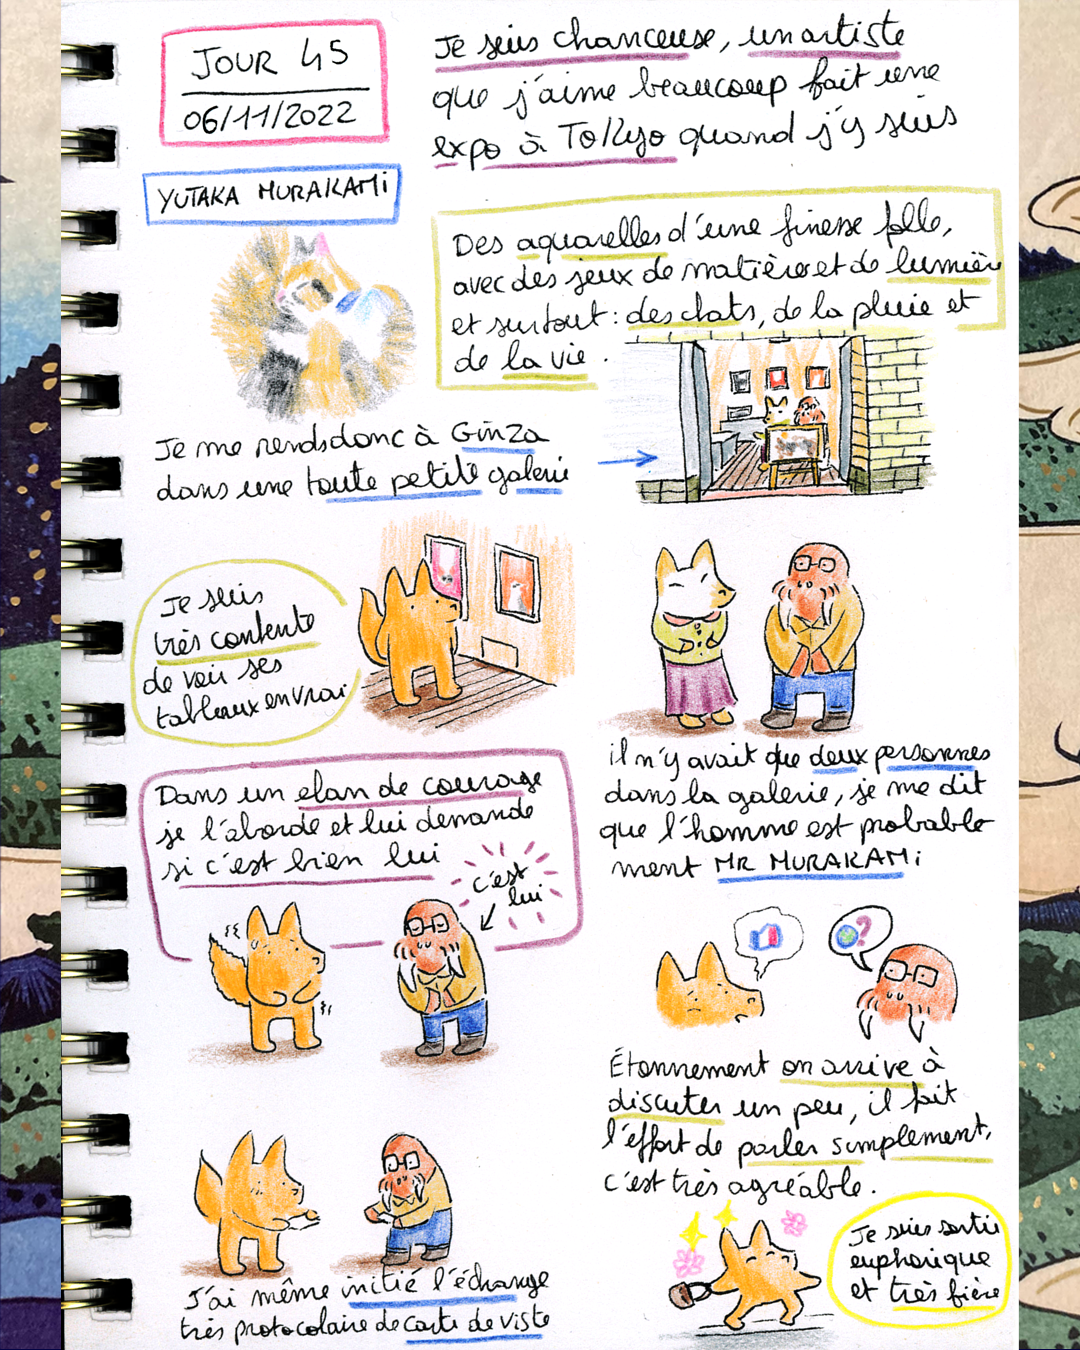 JOUR 45
06/11/2022
Je suis chanceuse, un artiste
que j'aime beaucoup fait une
expo à TOKyo quand j'y suis
YUTAKA MURAKAMi
Des aquarelles d'une finesse folle,
avec des jeux de matière et de lumière
et surtout : des chats, de la pluie et
de la vie.
Je me rends donc à GiNZa
dans une toute petite galerie
Je suis
très contente
de voir ses
tableaux en vrai
il n'y avait que deux personnes
dans la galerie, je me dit
que l'homme est probable
ment MR MURAKAMi
Dans un elan de courage
je l'aborde et lui demande
si c'est bien lui
c'est
lui
?
Étonnement on arrive à
discuter un peu, il fait
l'effort de parler simplement,
c'est très agréable.
J'ai même initié l'échange
très protocolaire de carte de viste
Je suis sortie
euphorique
et très fière